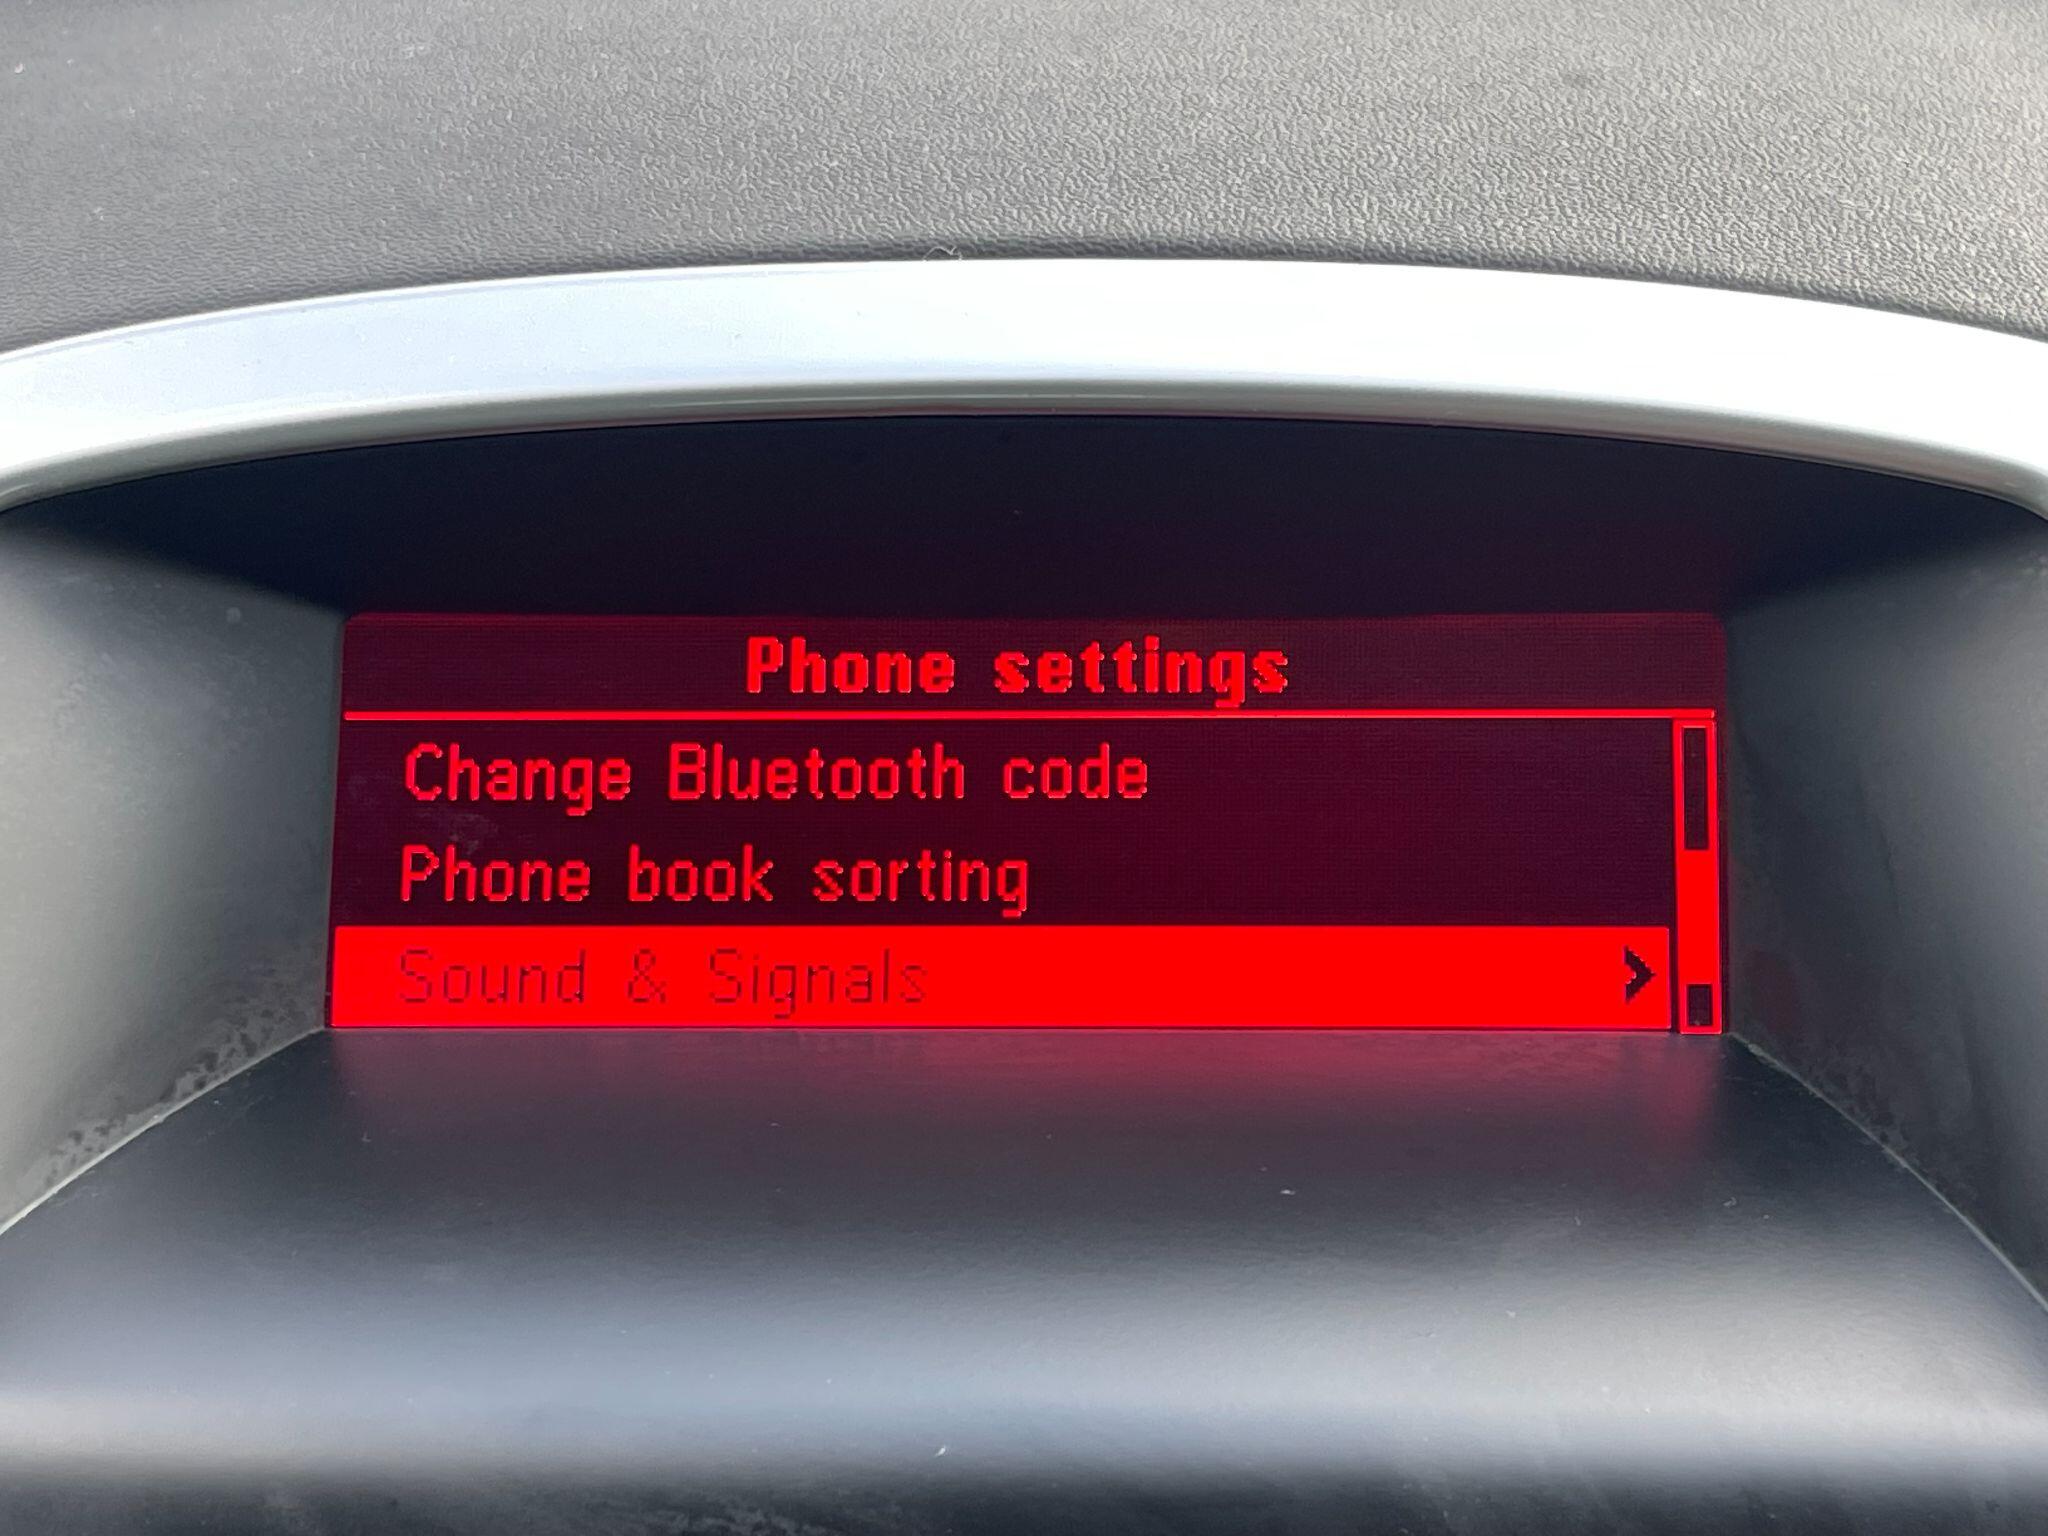 Phone settings
Change Bluetooth code
Phone book sorting
Sound & Signals